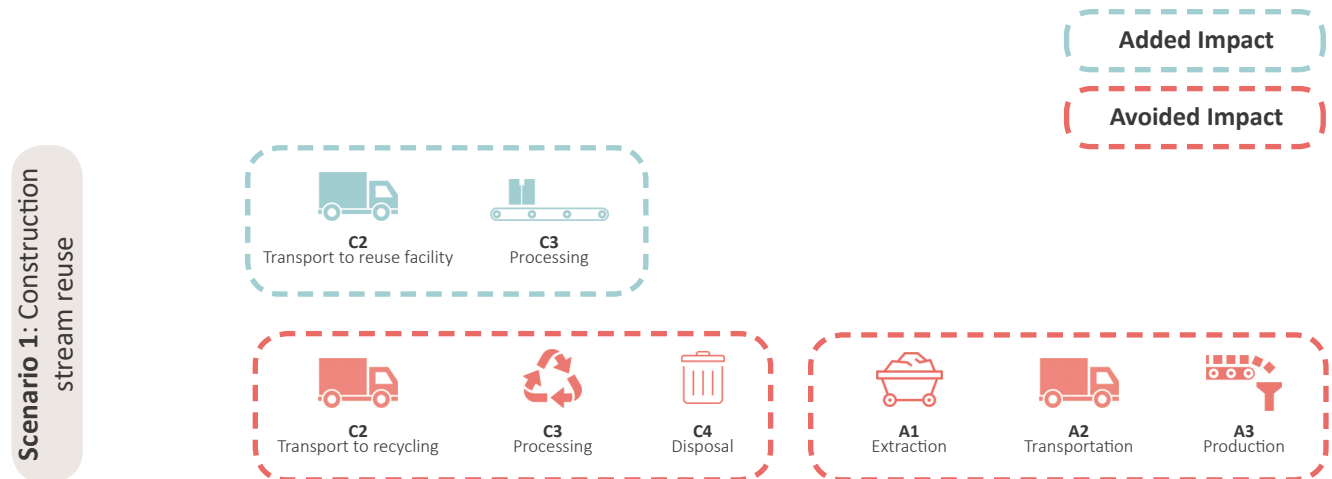 Added Impact
Avoided Impact
Scenario 1: Construction
stream reuse
C2
Transport to reuse facility
C3
Processing
C2
Transport to recycling
C3
Processing
C4
Disposal
A1
Extraction
A2
Transportation
A3
Production